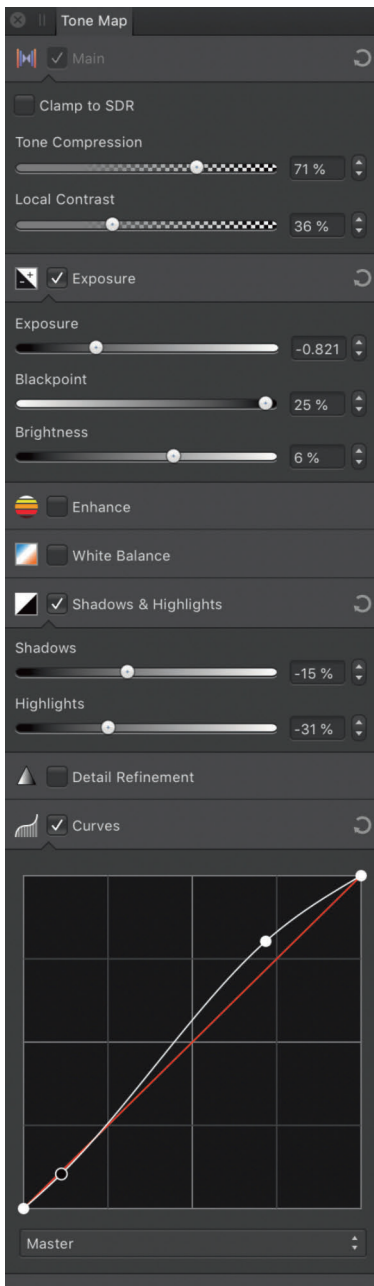 Tone Map
Main
Clamp to SDR
Tone Compression
71 %
Local Contrast
36 %
Exposure
Exposure
-0.821
Blackpoint
25 %
Brightness
6 %
Enhance
White Balance
Shadows & Highlights
Shadows
-15 %
Highlights
-31 %
Detail Refinement
Curves
Master